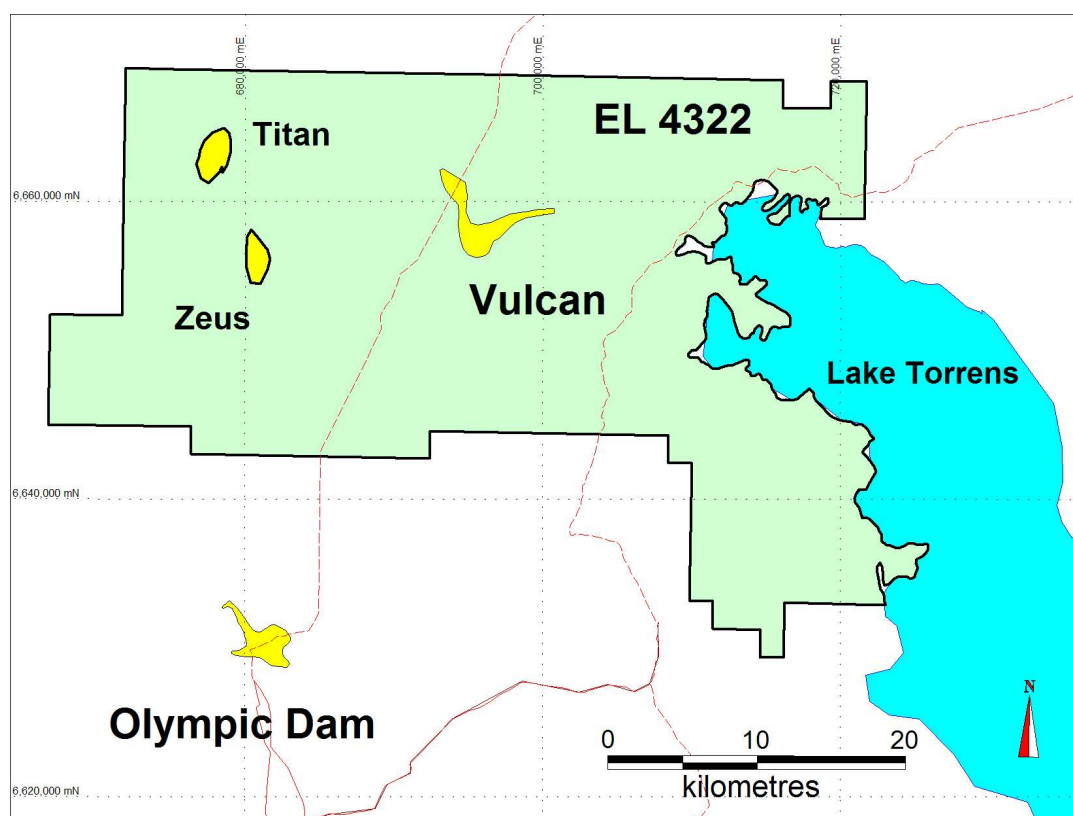 680,000 mE
700,000 mE
720,000 mE
EL 4322
Titan
6,660,000 mN
Vulcan
Zeus
Lake Torrens
6,640,000 mN
N
Olympic Dam
0 10 20
kilometres
6,620,000 mN